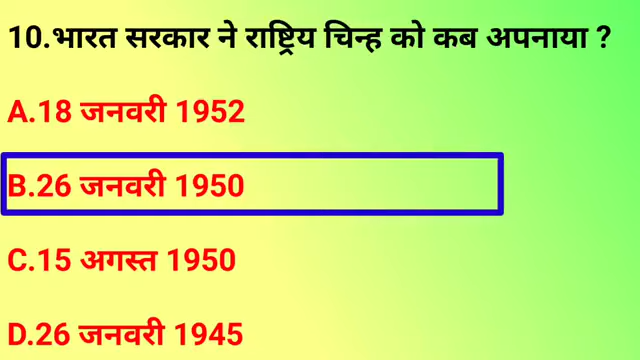 10.भारत सरकार ने राष्ट्रिय चिन्ह को कब अपनाया ?
A.18 जनवरी 1952
B.26 जनवरी 1950
C.15 अगस्त 1950
D.26 जनवरी 1945